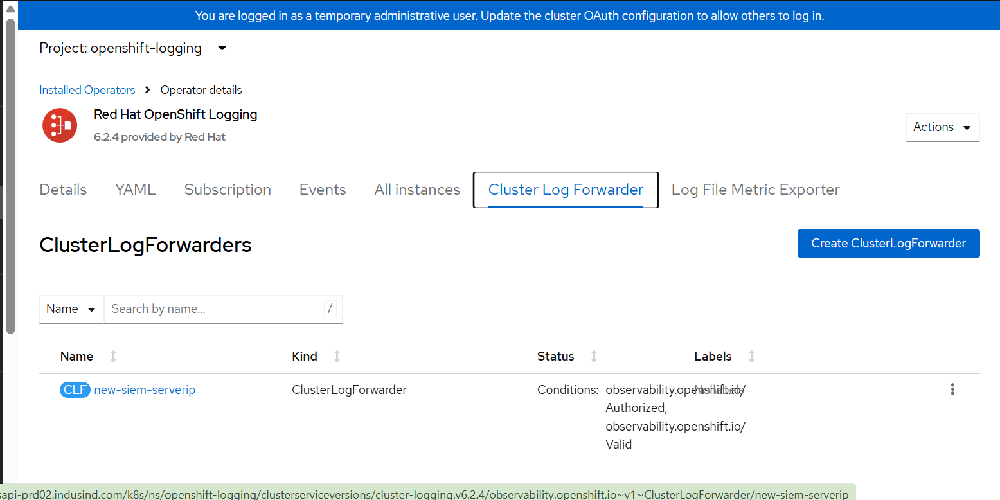 You are logged in as a temporary administrative user. Update the cluster OAuth configuration to allow others to log in.
Project: openshift-logging
Installed Operators > Operator details
Red Hat OpenShift Logging
6.2.4 provided by Red Hat
Actions
Details YAML Subscription Events All instances Cluster Log Forwarder Log File Metric Exporter
ClusterLogForwarders
Create ClusterLogForwarder
Name Search by name... /
Name Kind Status Labels
CLF new-siem-serverip ClusterLogForwarder Conditions: observability.openshift.io/ No labels
Authorized,
observability.openshift.io/
Valid
sapi-prd02.indusind.com/k8s/ns/openshift-logging/clusterserviceversions/cluster-logging.v6.2.4/observability.openshift.io~v1~ClusterLogForwarder/new-siem-serverip